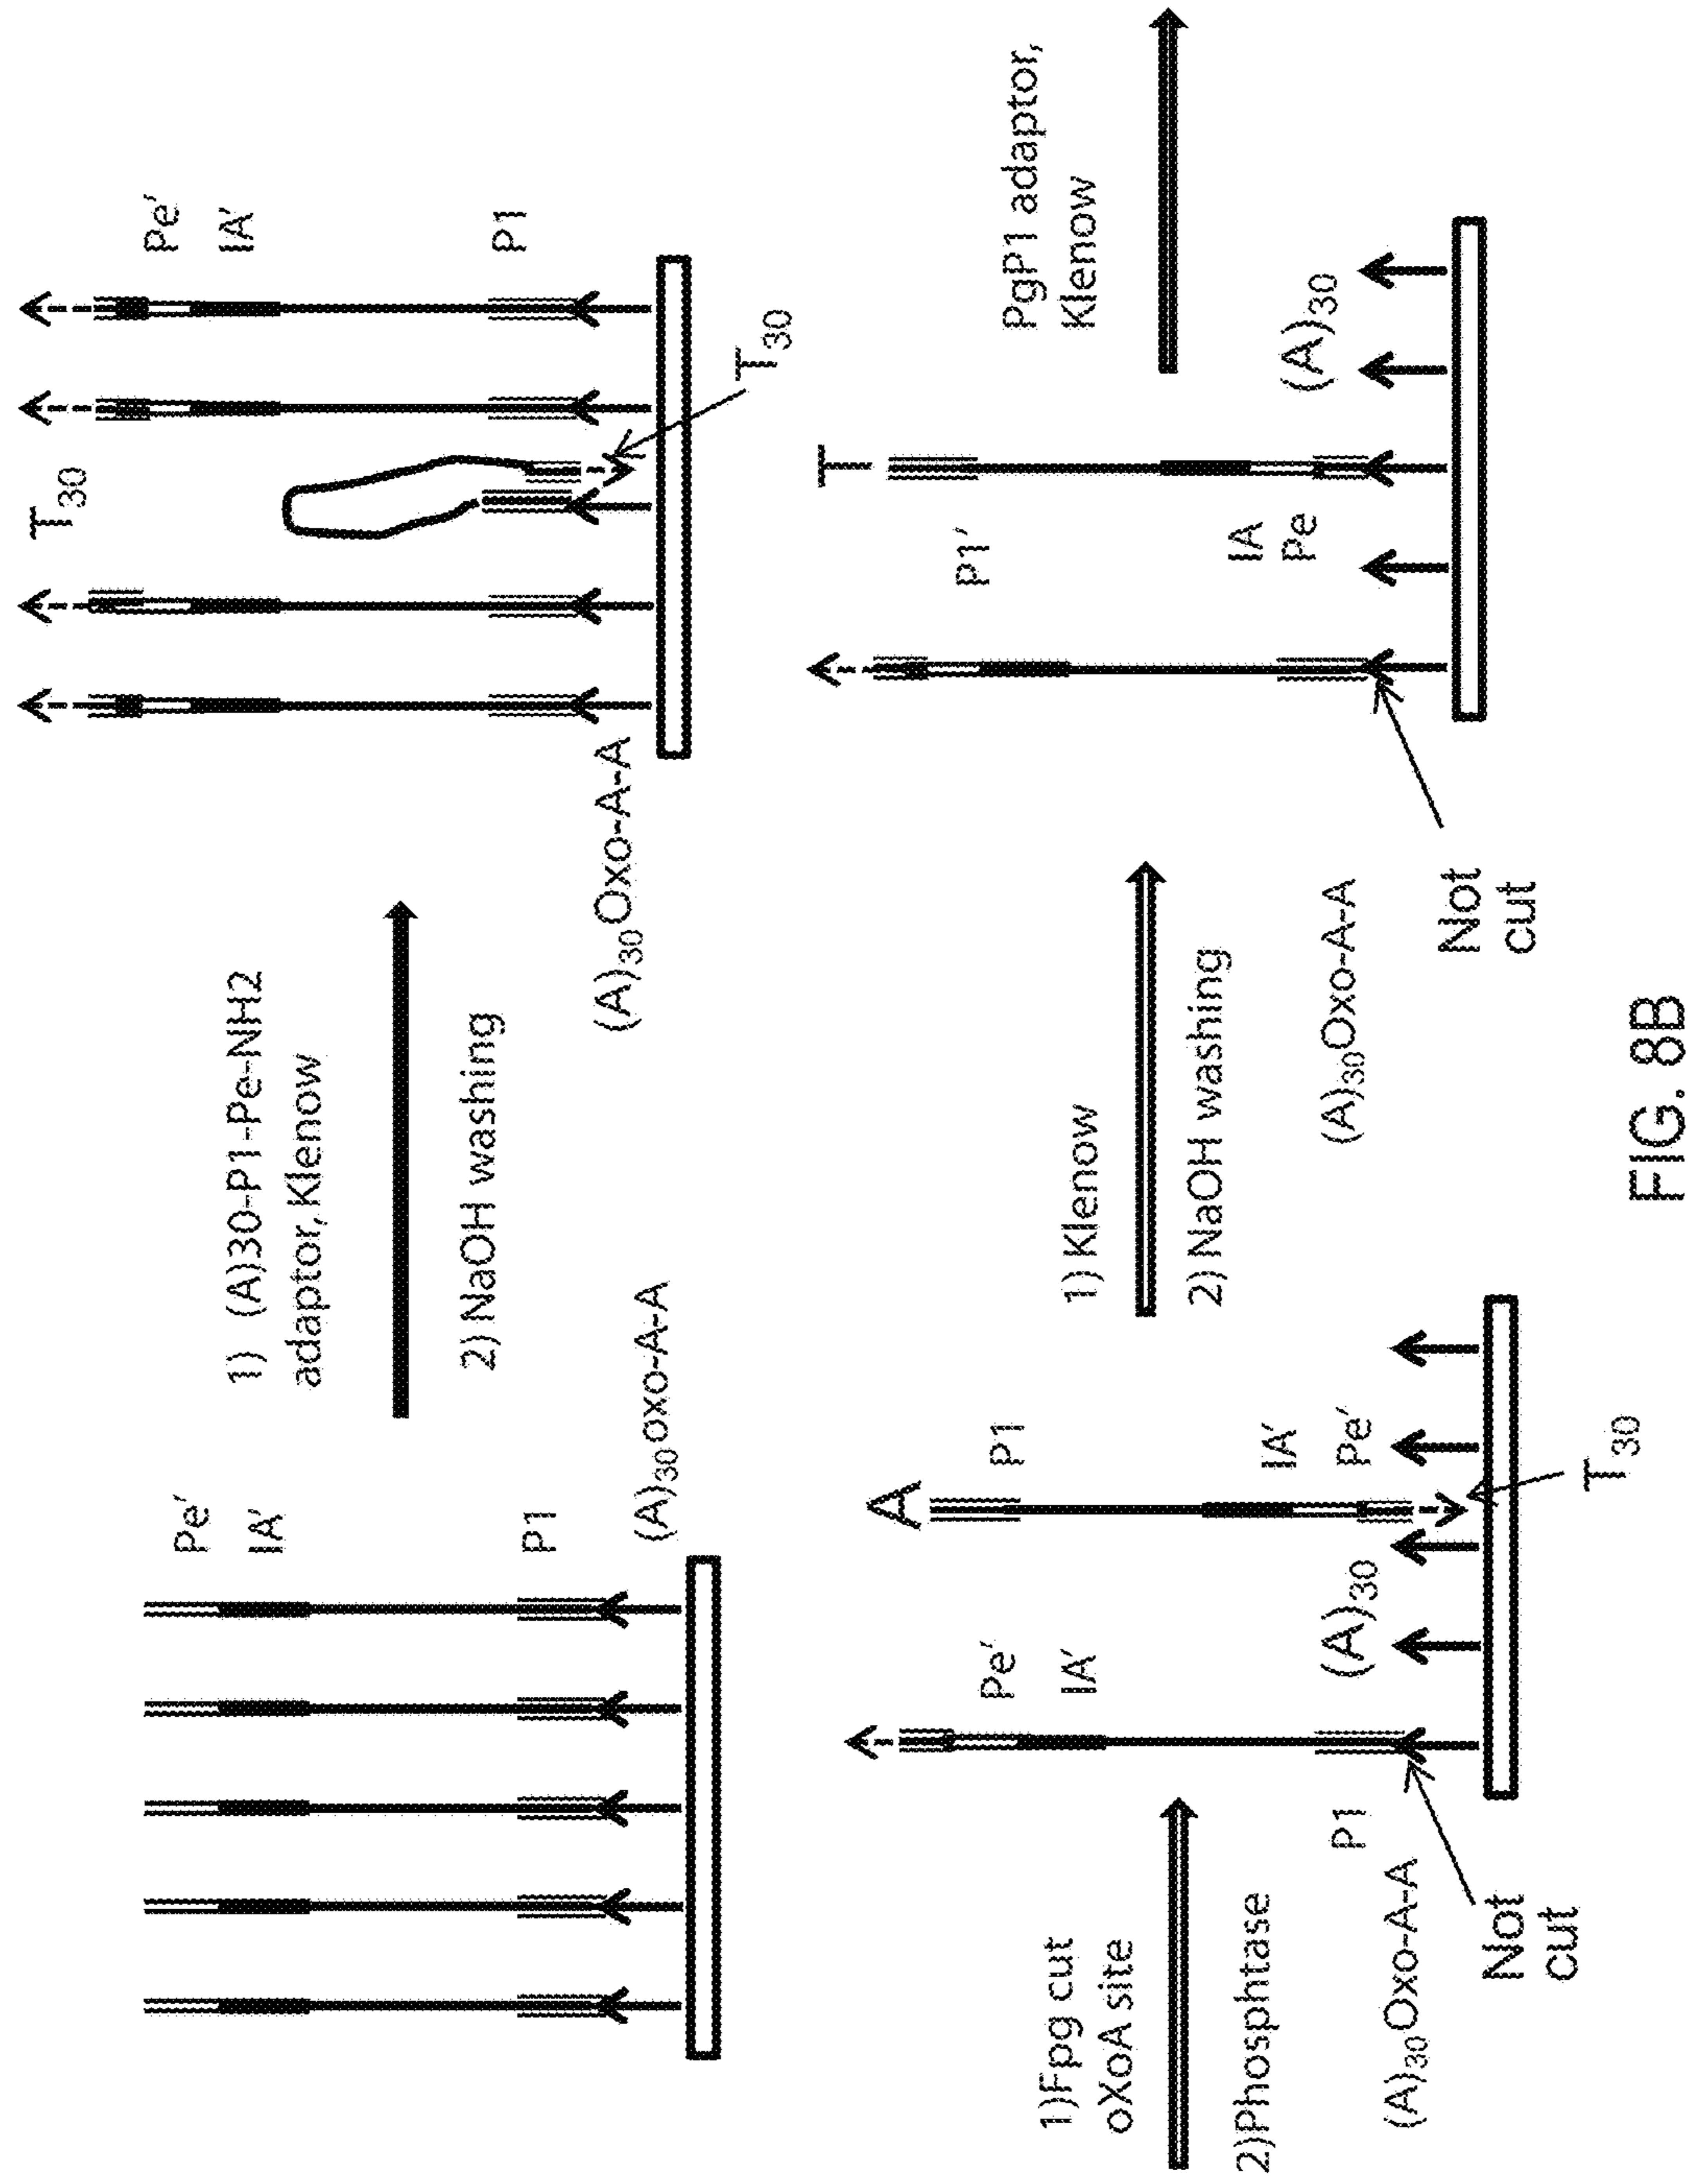 Pe′
IA′
P1
(A)30oxo-A-A
1) (A)30-P1-Pe-NH2
adaptor, Klenow
2) NaOH washing
T30
Pe′
IA′
P1
T30
(A)30Oxo-A-A
1)Fpg cut
oXoA site
2)Phosphtase
Pe′
IA′
P1
(A)30Oxo-A-A
Not
cut
(A)30
A
P1
IA′
Pe′
T30
1) Klenow
2) NaOH washing
(A)30Oxo-A-A
Not
cut
P1′
T
IA
Pe
(A)30
PgP1 adaptor,
Klenow
FIG. 8B